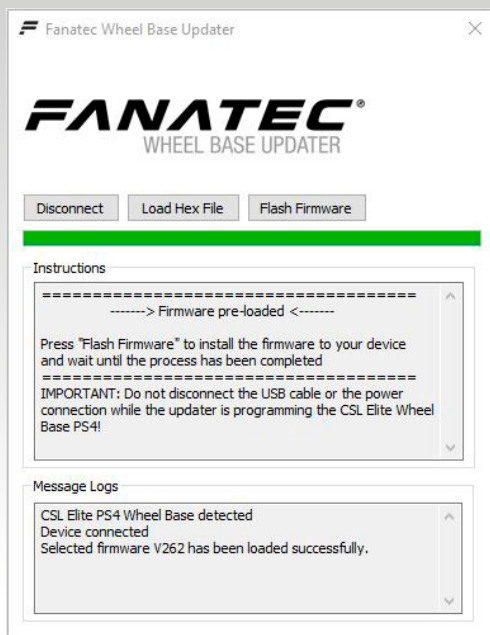 Fanatec Wheel Base Updater
FANATEC®
WHEEL BASE UPDATER
Disconnect Load Hex File Flash Firmware
Instructions
=====================================
-------> Firmware pre-loaded <-------
Press "Flash Firmware" to install the firmware to your device
and wait until the process has been completed
=====================================
IMPORTANT: Do not disconnect the USB cable or the power
connection while the updater is programming the CSL Elite Wheel
Base PS4!
Message Logs
CSL Elite PS4 Wheel Base detected
Device connected
Selected firmware V262 has been loaded successfully.